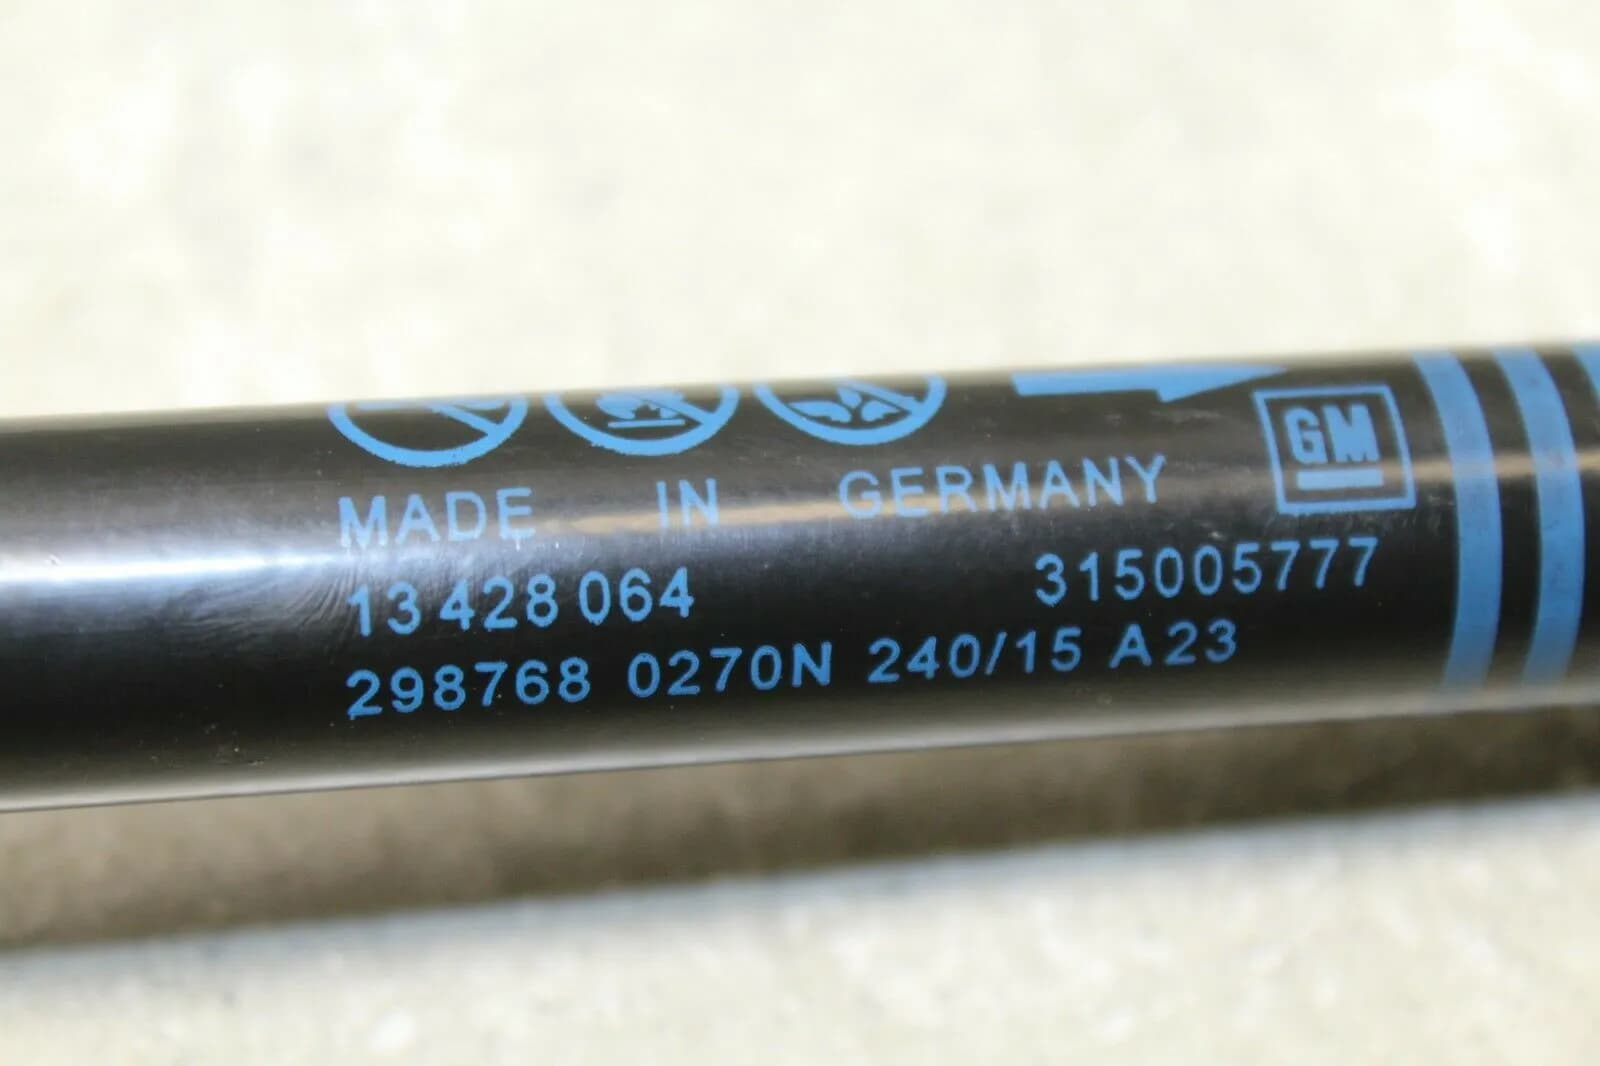 MADE IN GERMANY
GM
13 428 064 315005777
298768 0270N 240/15 A23